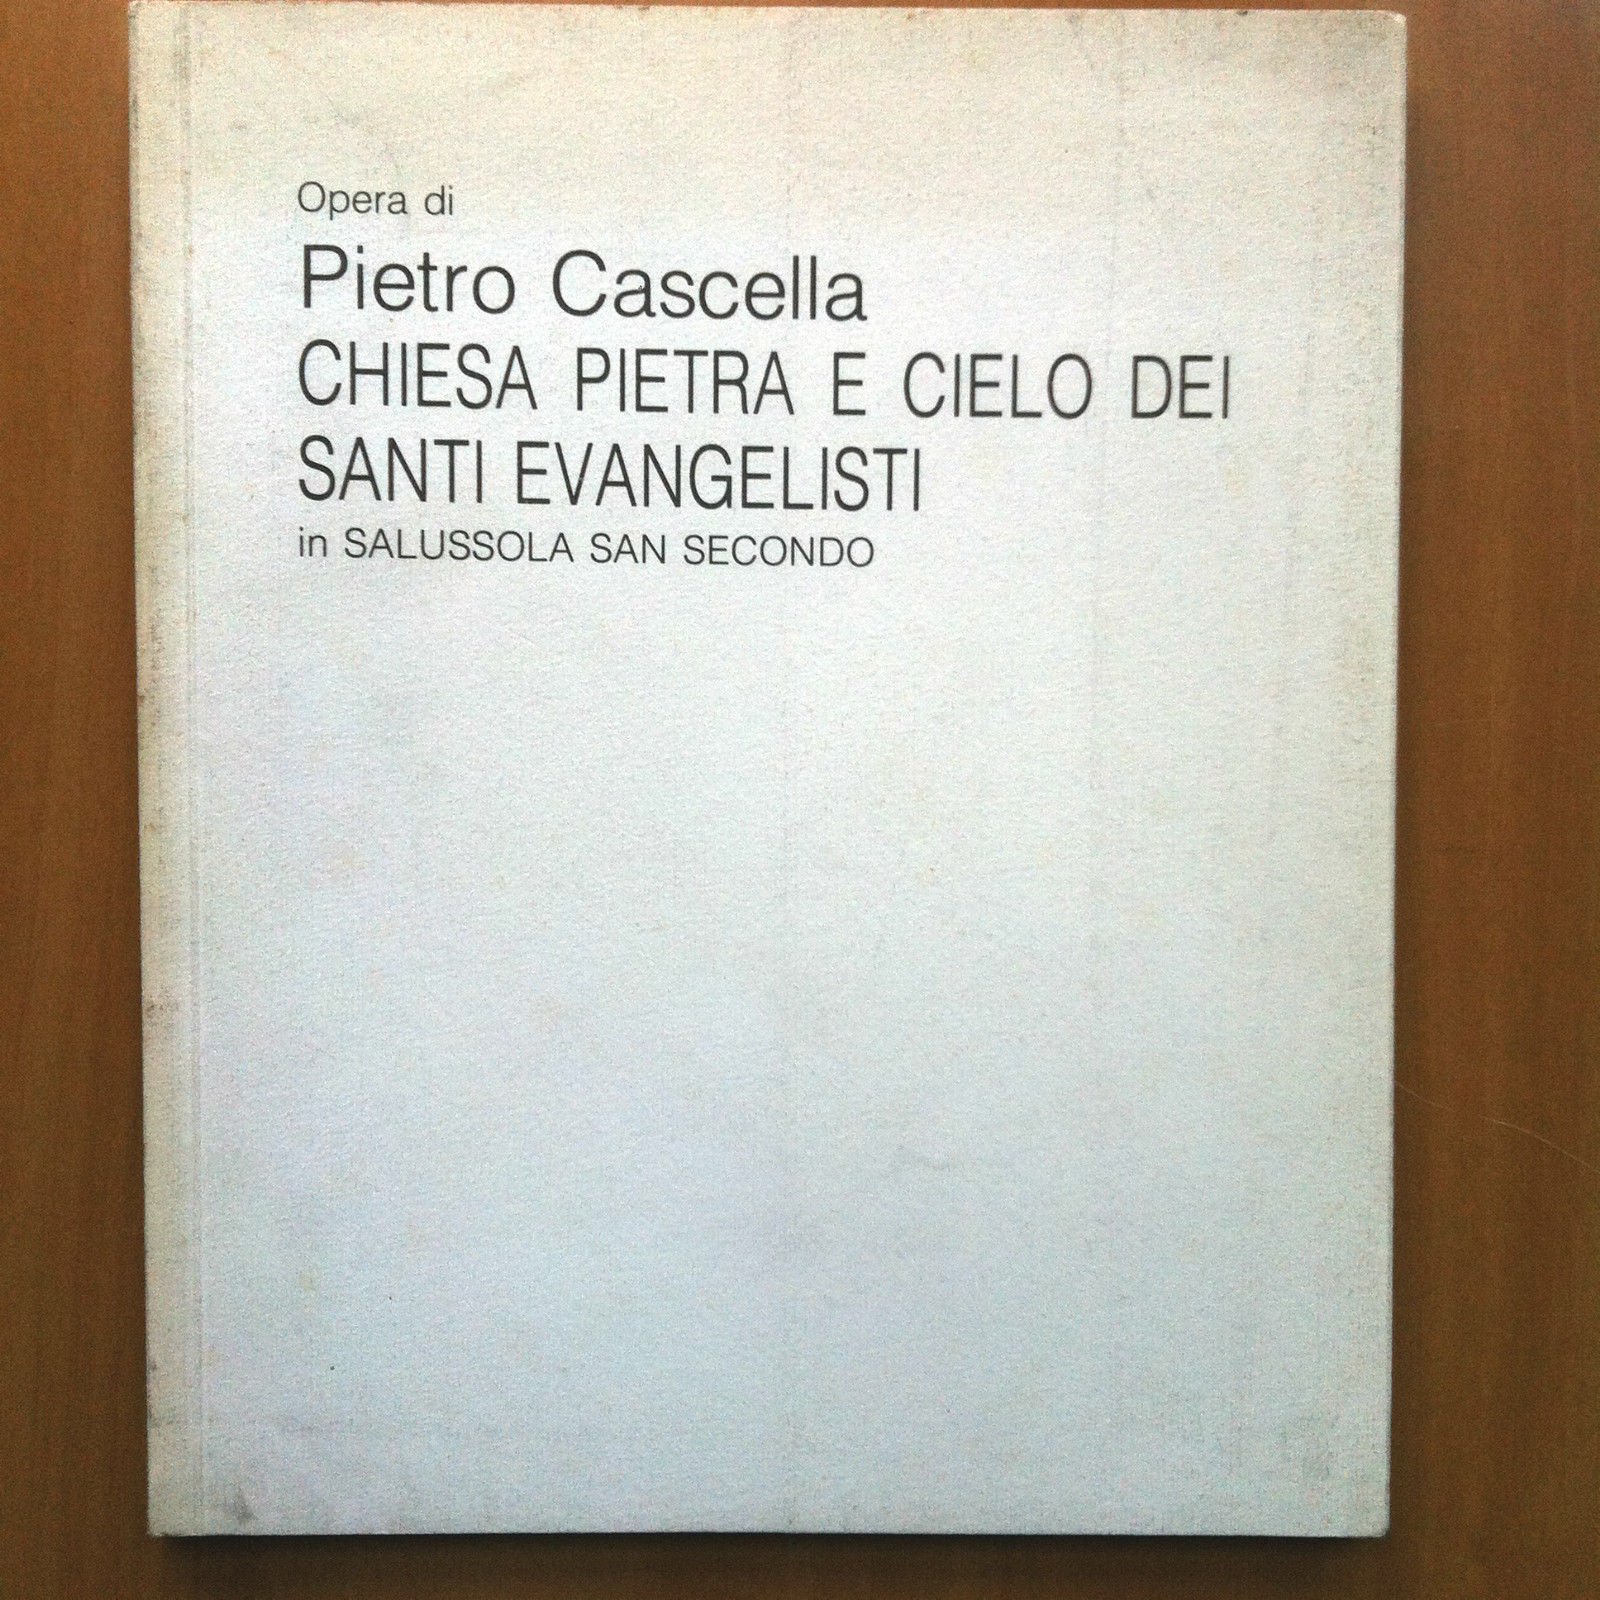 Opera di
Pietro Cascella
CHIESA PIETRA E CIELO DEI
SANTI EVANGELISTI
in SALUSSOLA SAN SECONDO